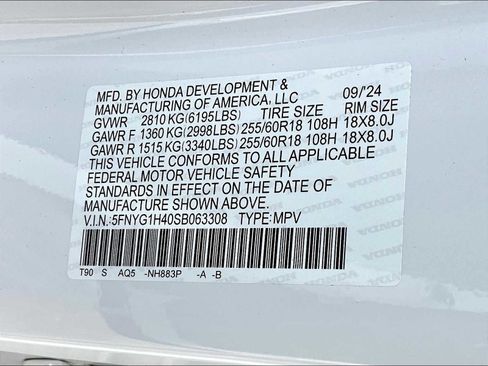 MFD. BY HONDA DEVELOPMENT & 09/'24
MANUFACTURING OF AMERICA, LLC
GVWR 2810 KG(6195LBS) TIRE SIZE RIM SIZE
GAWR F 1360 KG(2998LBS) 255/60R18 108H 18X8.0J
GAWR R 1515 KG(3340LBS) 255/60R18 108H 18X8.0J
THIS VEHICLE CONFORMS TO ALL APPLICABLE
FEDERAL MOTOR VEHICLE SAFETY
STANDARDS IN EFFECT ON THE DATE OF
MANUFACTURE SHOWN ABOVE.
V.I.N.:5FNYG1H40SB063308 TYPE:MPV
T90 S AQ5 -NH883P -A -B